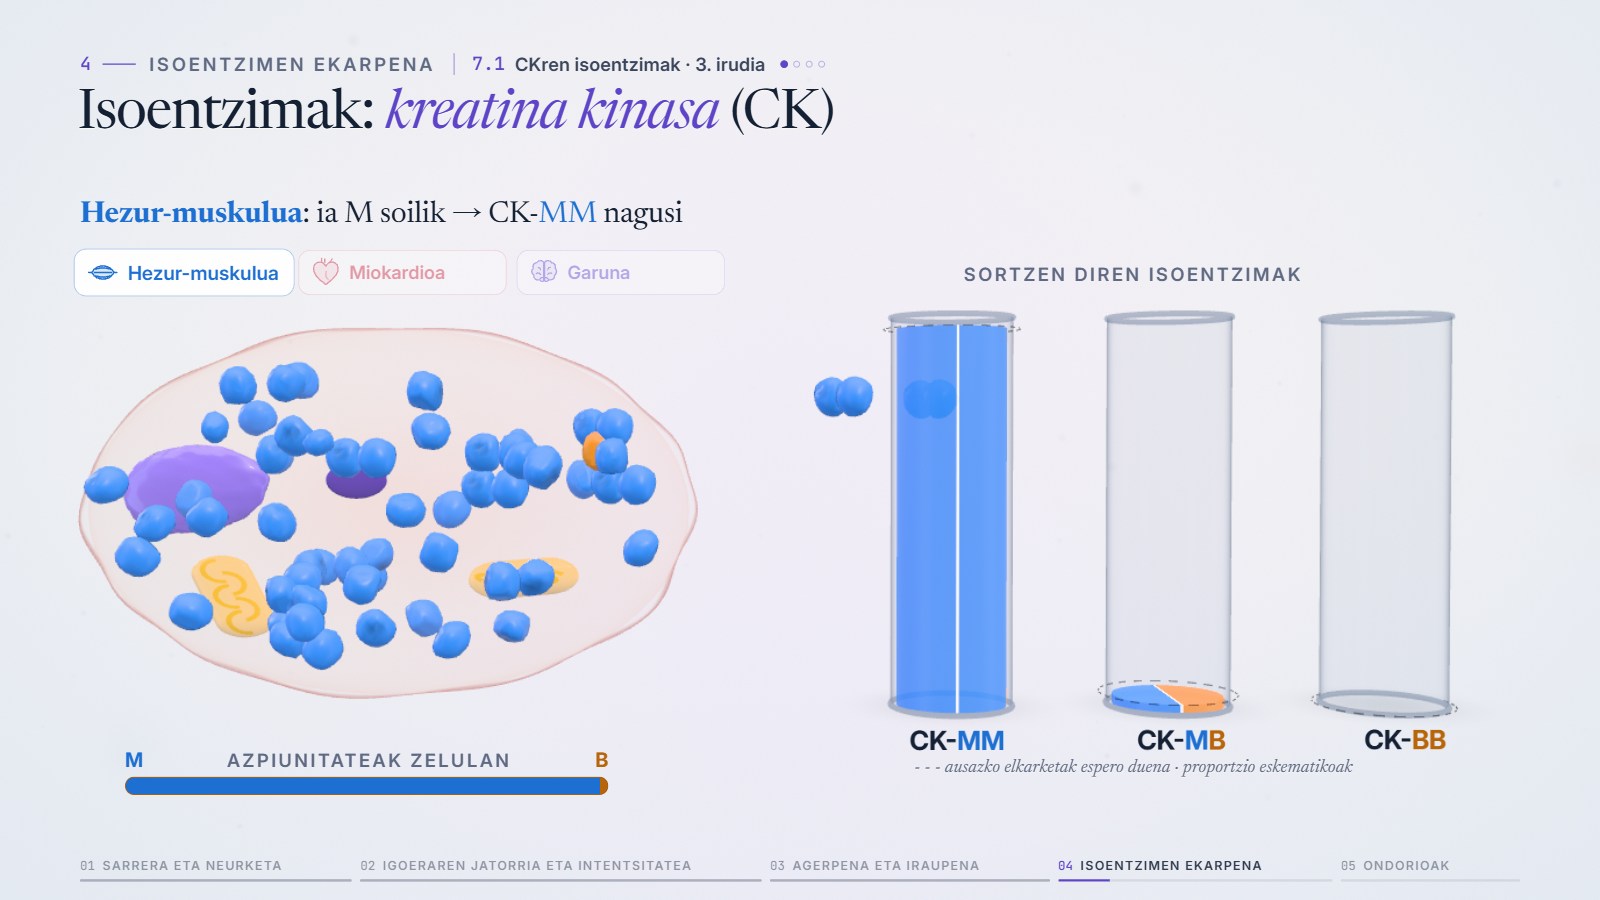 4 — ISOENTZIMEN EKARPENA | 7.1 CKren isoentzimak · 3. irudia
Isoentzimak: kreatina kinasa (CK)
Hezur-muskulua: ia M soilik → CK-MM nagusi
Hezur-muskulua Miokardioa Garuna
SORTZEN DIREN ISOENTZIMAK
CK-MM CK-MB CK-BB
- - - ausazko elkarketak espero duena · proportzio eskematikoak
M AZPIUNITATEAK ZELULAN B
01 SARRERA ETA NEURKETA 02 IGOERAREN JATORRIA ETA INTENTSITATEA 03 AGERPENA ETA IRAUPENA 04 ISOENTZIMEN EKARPENA 05 ONDORIOAK